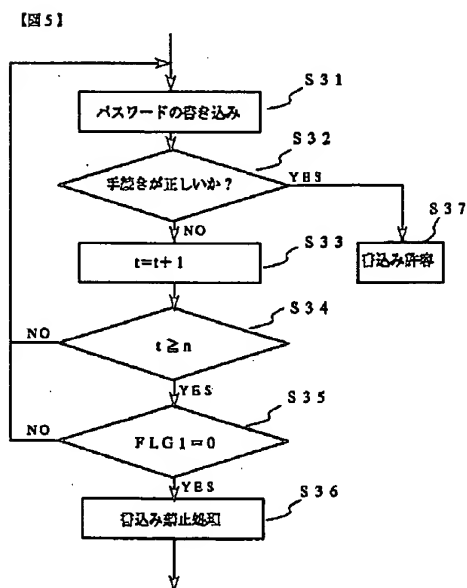 【図5】
S31
パスワードの書き込み
S32
手続きが正しいか？
YES
S37
NO
S33
t=t+1
書込み許容
S34
NO
t≧n
YES
S35
NO
FLG1=0
YES
S36
書込み禁止処理